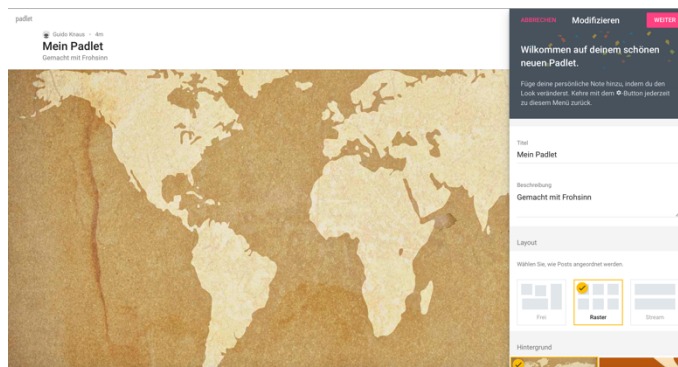 padlet
Guido Kraus • 4m
Mein Padlet
Gemacht mit Frohsinn
ABBRECHEN
Modifizieren
WEITER
Wilkommen auf deinem schönen
neuen Padlet.
Füge deine persönliche Note hinzu, indem du den
Look veränderst. Kehre mit dem ⚙-Button jederzeit
zu diesem Menü zurück.
Titel
Mein Padlet
Beschreibung
Gemacht mit Frohsinn
Layout
Wählen Sie, wie Posts angeordnet werden.
Frei
Raster
Stream
Hintergrund